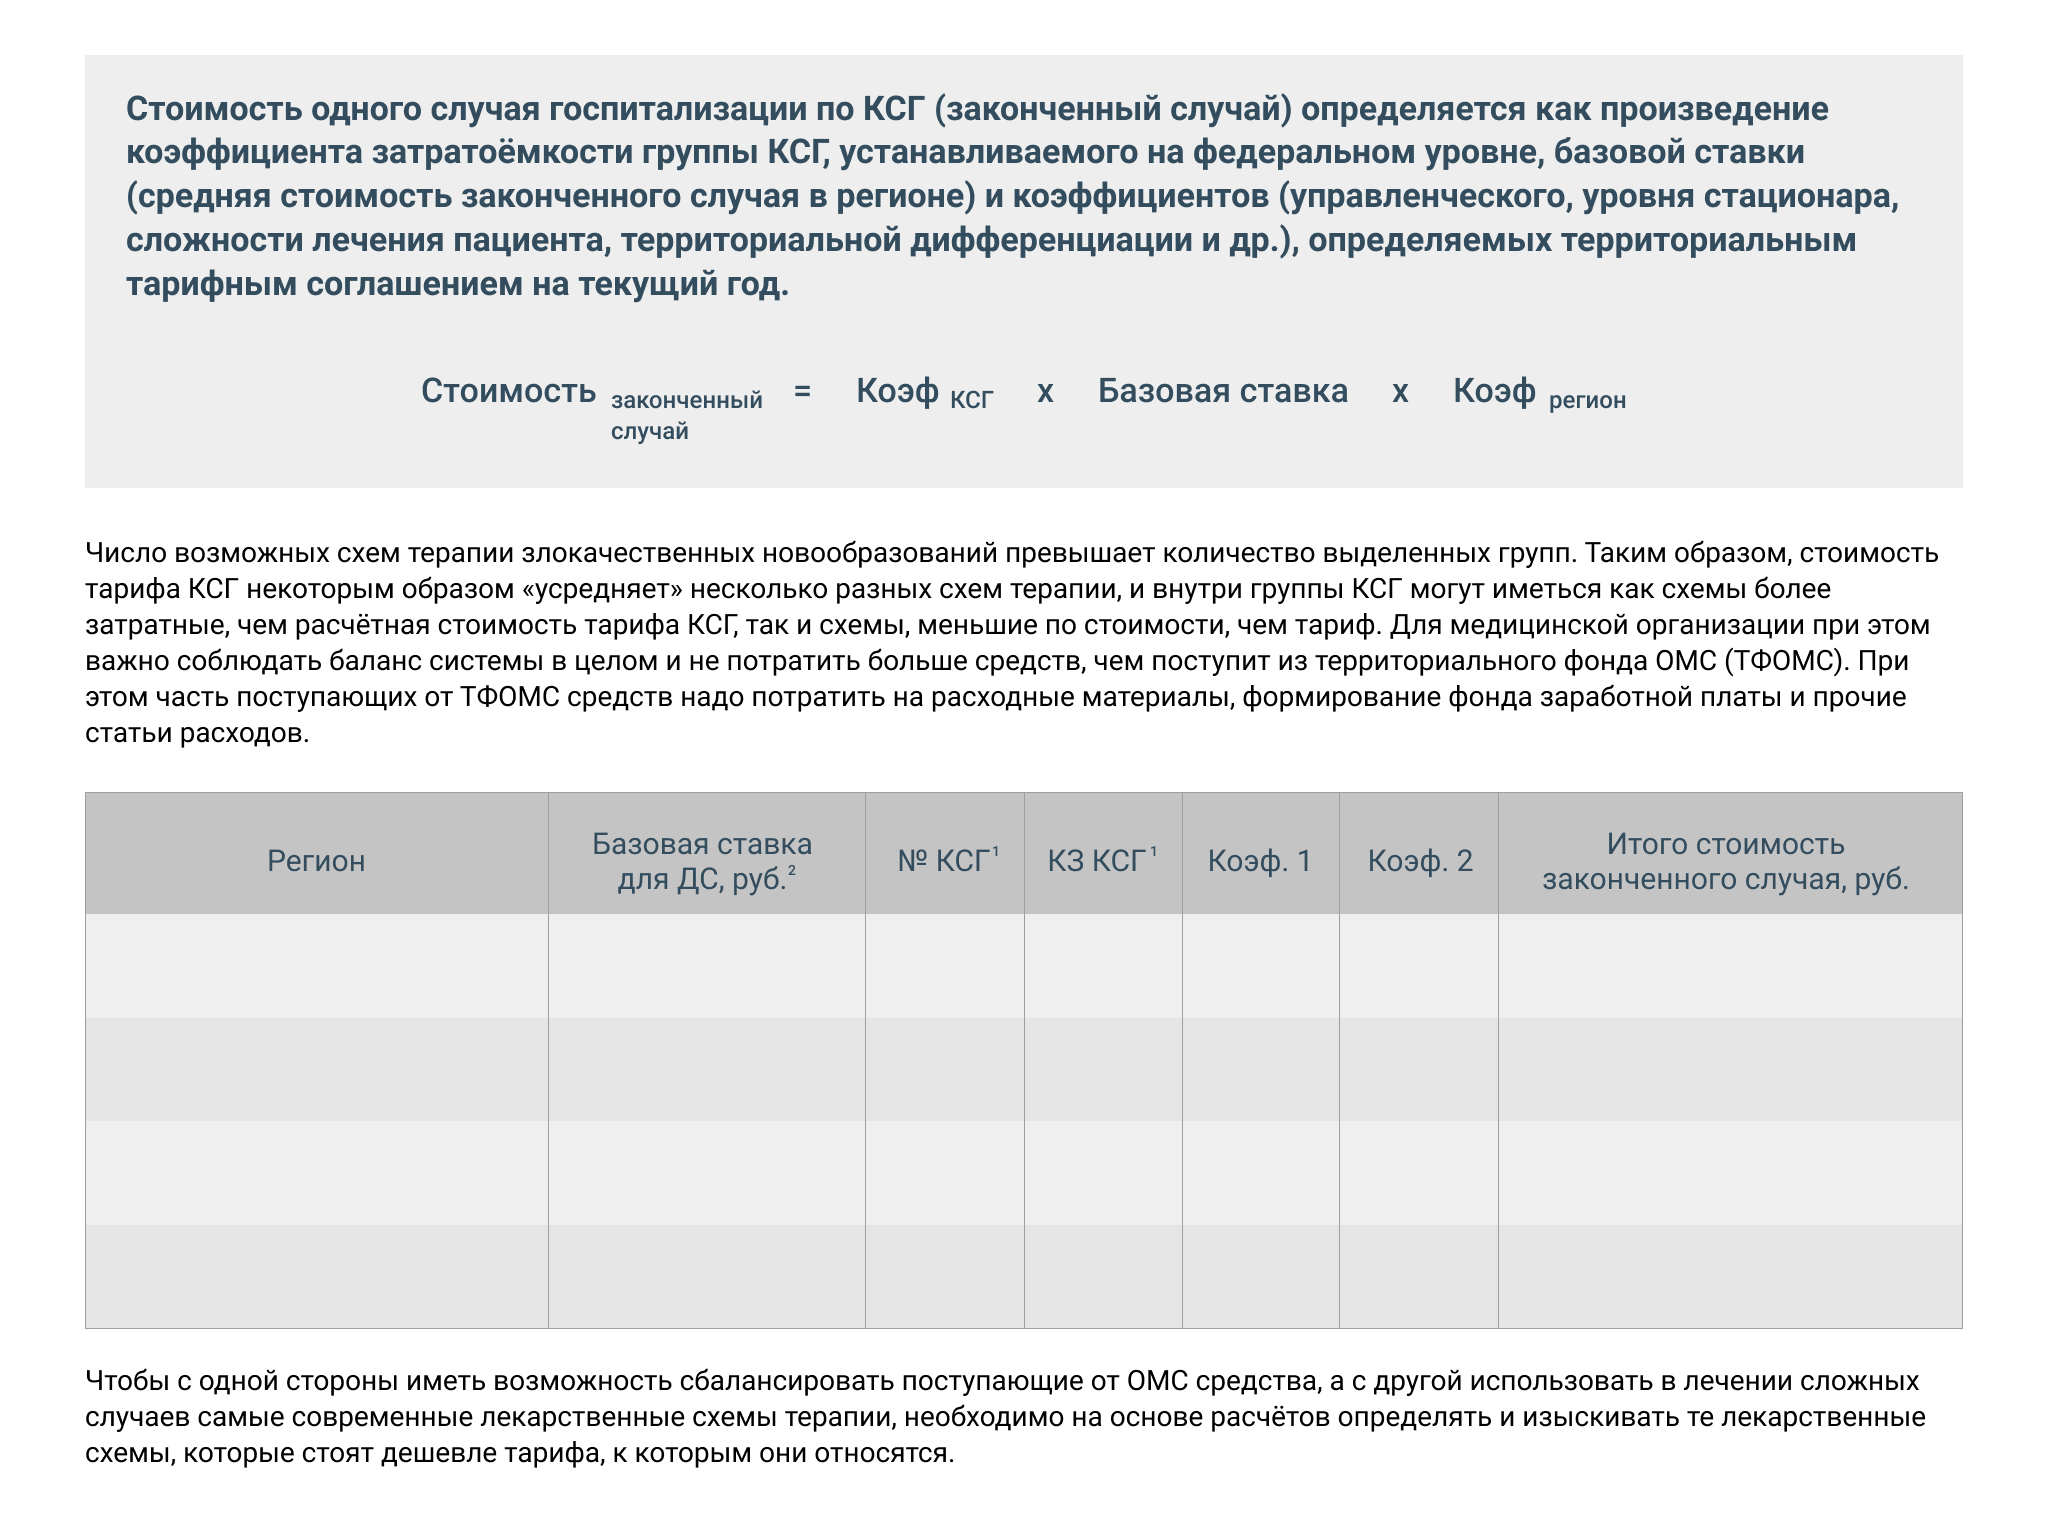 Стоимость одного случая госпитализации по КСГ (законченный случай) определяется как произведение
коэффициента затратоёмкости группы КСГ, устанавливаемого на федеральном уровне, базовой ставки
(средняя стоимость законченного случая в регионе) и коэффициентов (управленческого, уровня стационара,
сложности лечения пациента, территориальной дифференциации и др.), определяемых территориальным
тарифным соглашением на текущий год.
Стоимость законченный случай = Коэф КСГ х Базовая ставка х Коэф регион
Число возможных схем терапии злокачественных новообразований превышает количество выделенных групп. Таким образом, стоимость
тарифа КСГ некоторым образом «усредняет» несколько разных схем терапии, и внутри группы КСГ могут иметься как схемы более
затратные, чем расчётная стоимость тарифа КСГ, так и схемы, меньшие по стоимости, чем тариф. Для медицинской организации при этом
важно соблюдать баланс системы в целом и не потратить больше средств, чем поступит из территориального фонда ОМС (ТФОМС). При
этом часть поступающих от ТФОМС средств надо потратить на расходные материалы, формирование фонда заработной платы и прочие
статьи расходов.
Регион
Базовая ставка
для ДС, руб.²
№ КСГ¹
КЗ КСГ¹
Коэф. 1
Коэф. 2
Итого стоимость
законченного случая, руб.
Чтобы с одной стороны иметь возможность сбалансировать поступающие от ОМС средства, а с другой использовать в лечении сложных
случаев самые современные лекарственные схемы терапии, необходимо на основе расчётов определять и изыскивать те лекарственные
схемы, которые стоят дешевле тарифа, к которым они относятся.